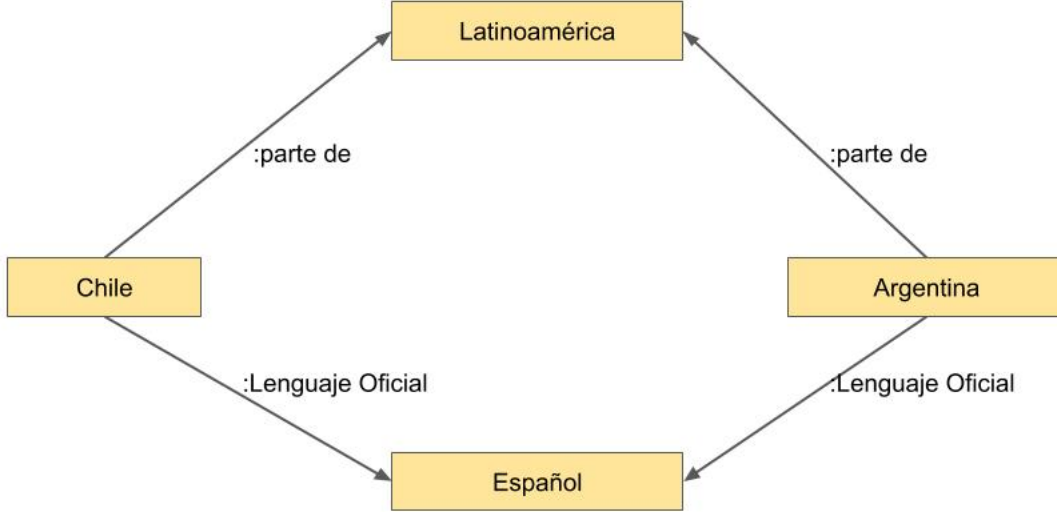 Latinoamérica
:parte de
:parte de
Chile
Argentina
:Lenguaje Oficial
:Lenguaje Oficial
Español